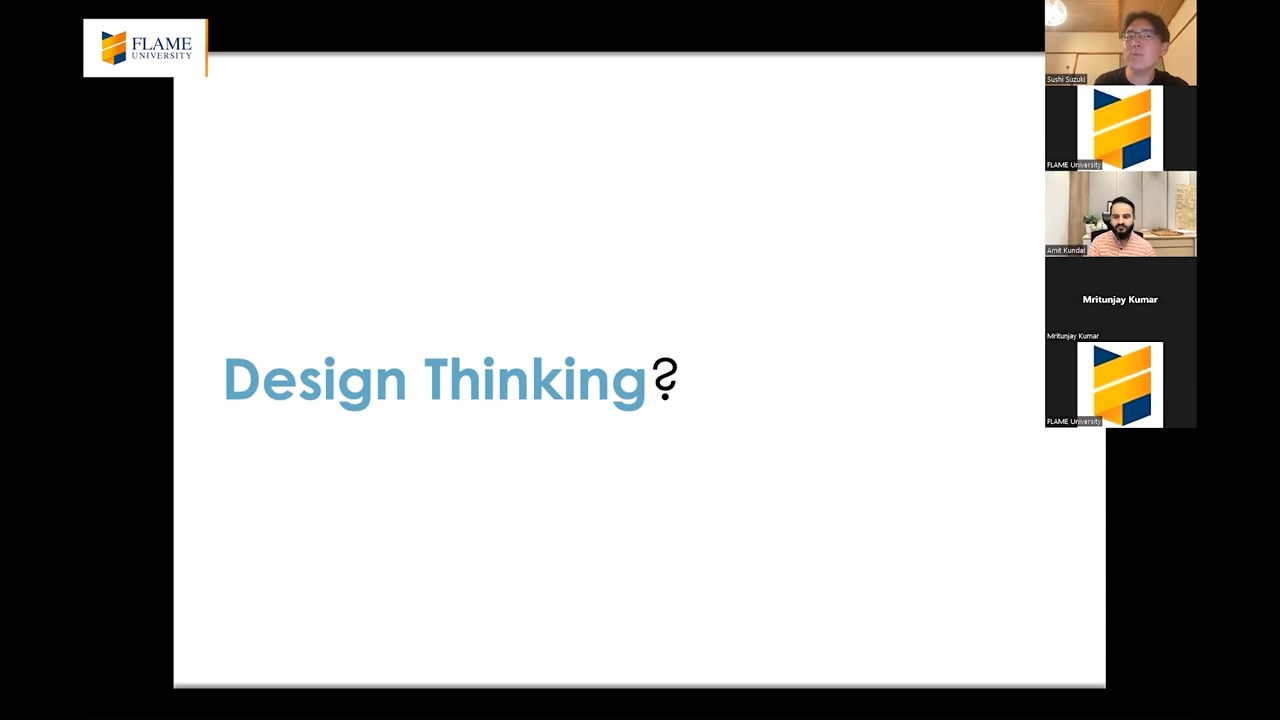 FLAME
UNIVERSITY
Design Thinking?
Sushi Suzuki
FLAME University
Amit Kundal
Mritunjay Kumar
Mritunjay Kumar
FLAME University